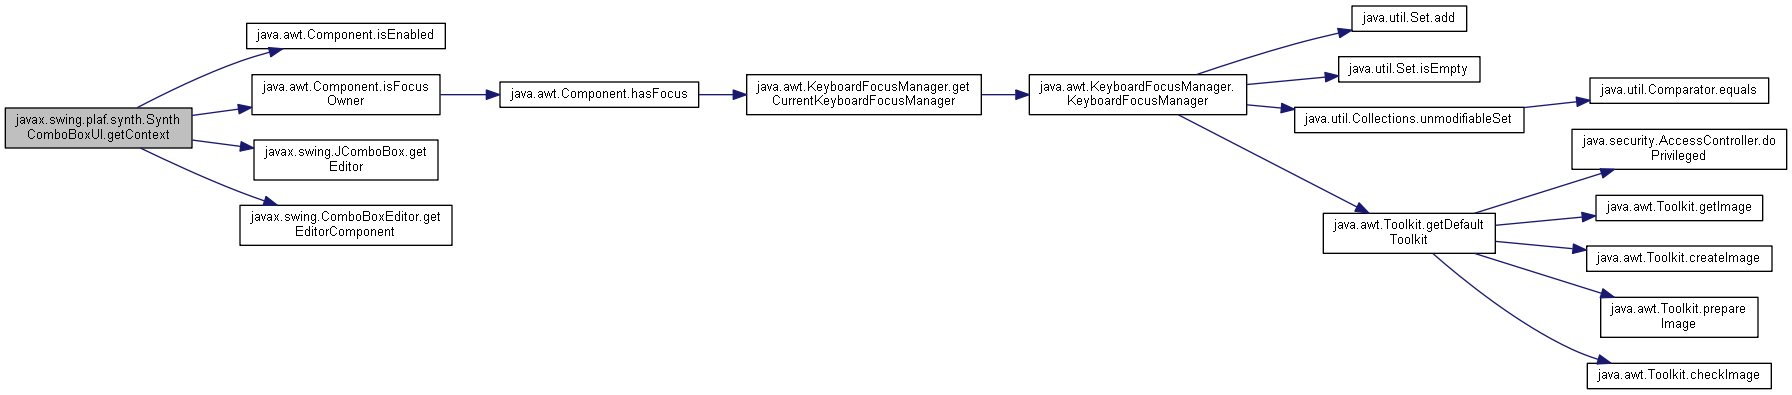 javax.swing.plaf.synth.Synth
ComboBoxUI.getContext
java.awt.Component.isEnabled
java.awt.Component.isFocus
Owner
javax.swing.JComboBox.get
Editor
javax.swing.ComboBoxEditor.get
EditorComponent
java.awt.Component.hasFocus
java.awt.KeyboardFocusManager.get
CurrentKeyboardFocusManager
java.awt.KeyboardFocusManager.
KeyboardFocusManager
java.util.Set.add
java.util.Set.isEmpty
java.util.Collections.unmodifiableSet
java.awt.Toolkit.getDefault
Toolkit
java.util.Comparator.equals
java.security.AccessController.do
Privileged
java.awt.Toolkit.getImage
java.awt.Toolkit.createImage
java.awt.Toolkit.prepare
Image
java.awt.Toolkit.checkImage